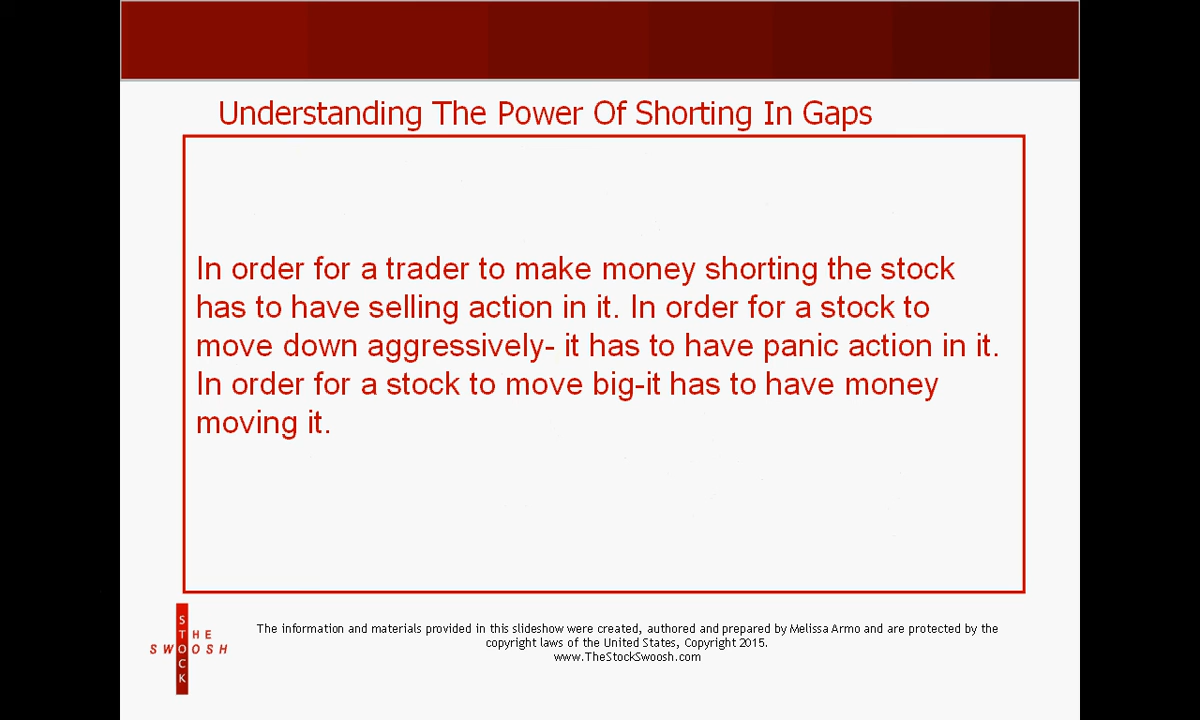 Understanding The Power Of Shorting In Gaps
In order for a trader to make money shorting the stock
has to have selling action in it. In order for a stock to
move down aggressively- it has to have panic action in it.
In order for a stock to move big-it has to have money
moving it.
THE
STOCK
SWOOSH
The information and materials provided in this slideshow were created, authored and prepared by Melissa Armo and are protected by the
copyright laws of the United States, Copyright 2015.
www.TheStockSwoosh.com